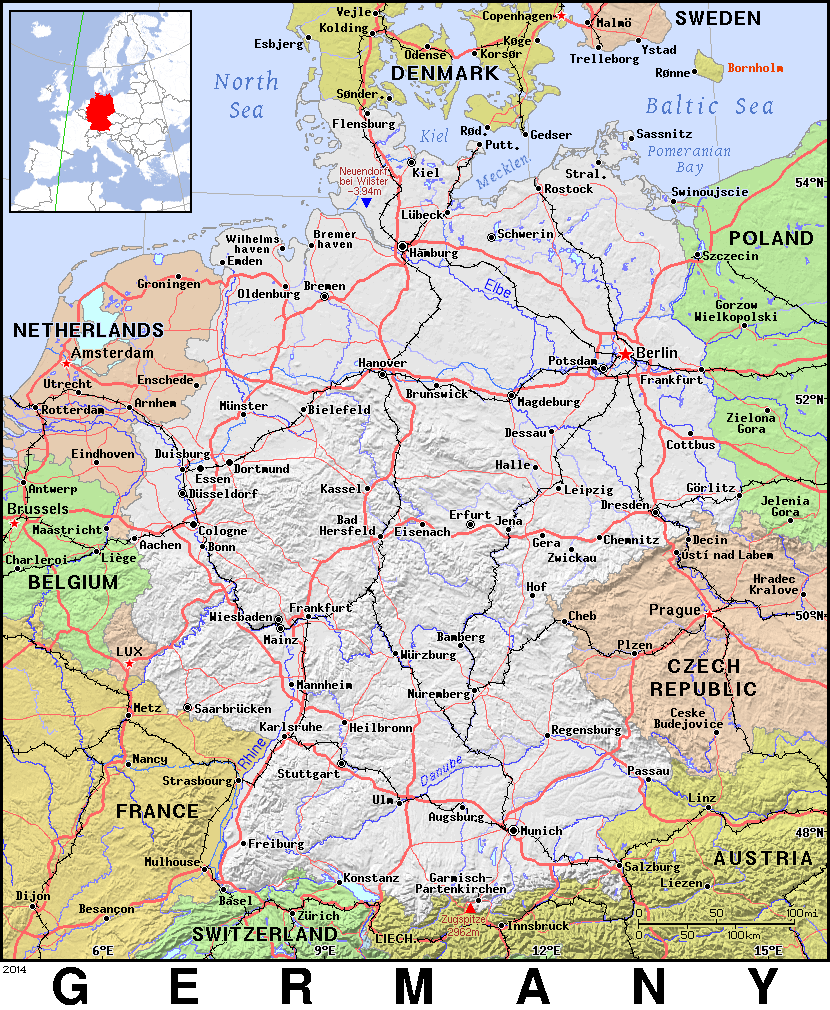 Vejle
Kolding
Copenhagen
Malmö
SWEDEN
Esbjerg
Odense
Køge
Korsør
Ystad
Trelleborg
DENMARK
Rønne
Bornholm
North
Sea
Sønder.
Baltic Sea
Flensburg
Kiel
Rød.
Putt.
Gedser
Sassnitz
Pomeranian
Bay
Neuendorf
bei Wilster
-3.94m
Kiel
Mecklen.
Stral.
Rostock
54°N
Swinoujscie
Lübeck
Wilhelms
haven
Bremer
haven
Schwerin
POLAND
Emden
Hamburg
Szczecin
Groningen
Oldenburg
Bremen
Elbe
Gorzow
Wielkopolski
NETHERLANDS
Amsterdam
Hanover
Potsdam
Berlin
Utrecht
Enschede
Frankfurt
Rotterdam
Arnhem
Münster
Bielefeld
Brunswick
Magdeburg
52°N
Zielona
Gora
Dessau
Cottbus
Eindhoven
Duisburg
Essen
Dortmund
Halle
Antwerp
Düsseldorf
Kassel
Leipzig
Görlitz
Brussels
Dresden
Jelenia
Gora
Maastricht
Cologne
Bad
Hersfeld
Eisenach
Erfurt
Jena
Gera
Chemnitz
Zwickau
Decin
Aachen
Bonn
Usti nad Labem
Charleroi
Liège
BELGIUM
Hof
Hradec
Kralove
Wiesbaden
Frankfurt
Mainz
Cheb
Prague
50°N
LUX
Bamberg
Würzburg
Plzen
CZECH
REPUBLIC
Mannheim
Nuremberg
Metz
Saarbrücken
Ceske
Budejovice
Karlsruhe
Heilbronn
Regensburg
Nancy
Rhine
Strasbourg
Stuttgart
Danube
Passau
FRANCE
Ulm
Augsburg
Linz
Munich
48°N
Freiburg
AUSTRIA
Mulhouse
Konstanz
Garmisch-
Partenkirchen
Salzburg
Liezen
Dijon
Basel
Besançon
Zürich
Zugspitze
2962m
Innsbruck
0 50 100mi
0 50 100km
SWITZERLAND
LIECH.
6°E
9°E
12°E
15°E
2014
GERMANY